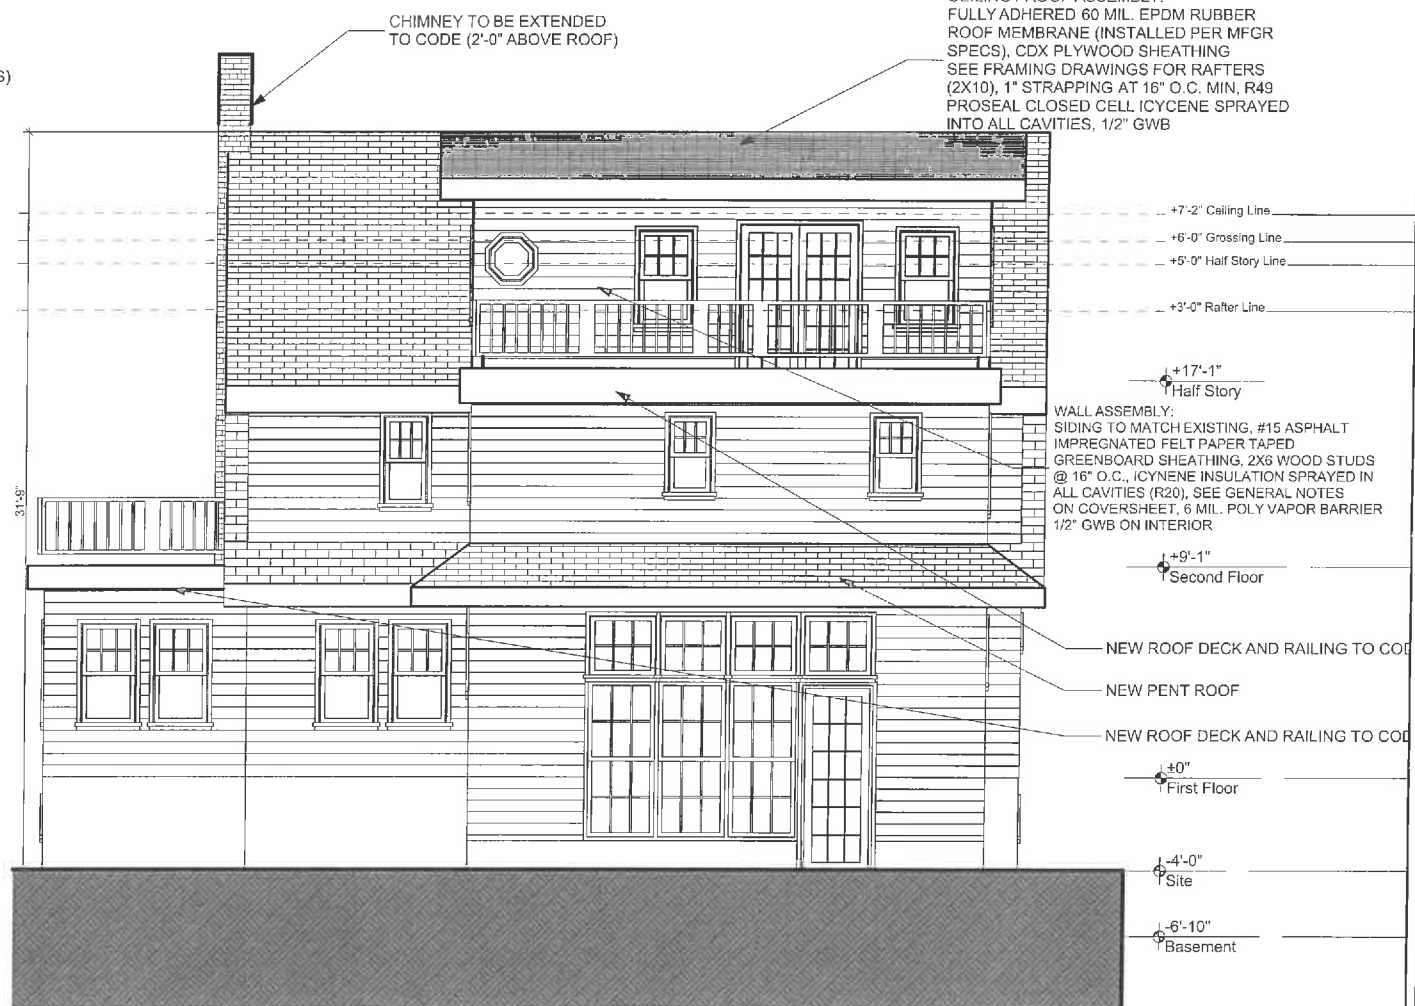 CHIMNEY TO BE EXTENDED
TO CODE (2'-0" ABOVE ROOF)
FULLY ADHERED 60 MIL. EPDM RUBBER
ROOF MEMBRANE (INSTALLED PER MFGR
SPECS), CDX PLYWOOD SHEATHING
SEE FRAMING DRAWINGS FOR RAFTERS
(2X10), 1" STRAPPING AT 16" O.C. MIN, R49
PROSEAL CLOSED CELL ICYCENE SPRAYED
INTO ALL CAVITIES, 1/2" GWB
+7'-2" Ceiling Line
+6'-0" Grossing Line
+5'-0" Half Story Line
+3'-0" Rafter Line
+17'-1"
Half Story
WALL ASSEMBLY:
SIDING TO MATCH EXISTING, #15 ASPHALT
IMPREGNATED FELT PAPER TAPED
GREENBOARD SHEATHING, 2X6 WOOD STUDS
@ 16" O.C., ICYNENE INSULATION SPRAYED IN
ALL CAVITIES (R20), SEE GENERAL NOTES
ON COVERSHEET, 6 MIL. POLY VAPOR BARRIER
1/2" GWB ON INTERIOR
31'-9"
+9'-1"
Second Floor
NEW ROOF DECK AND RAILING TO
NEW PENT ROOF
NEW ROOF DECK AND RAILING TO
±0"
First Floor
-4'-0"
Site
-6'-10"
Basement